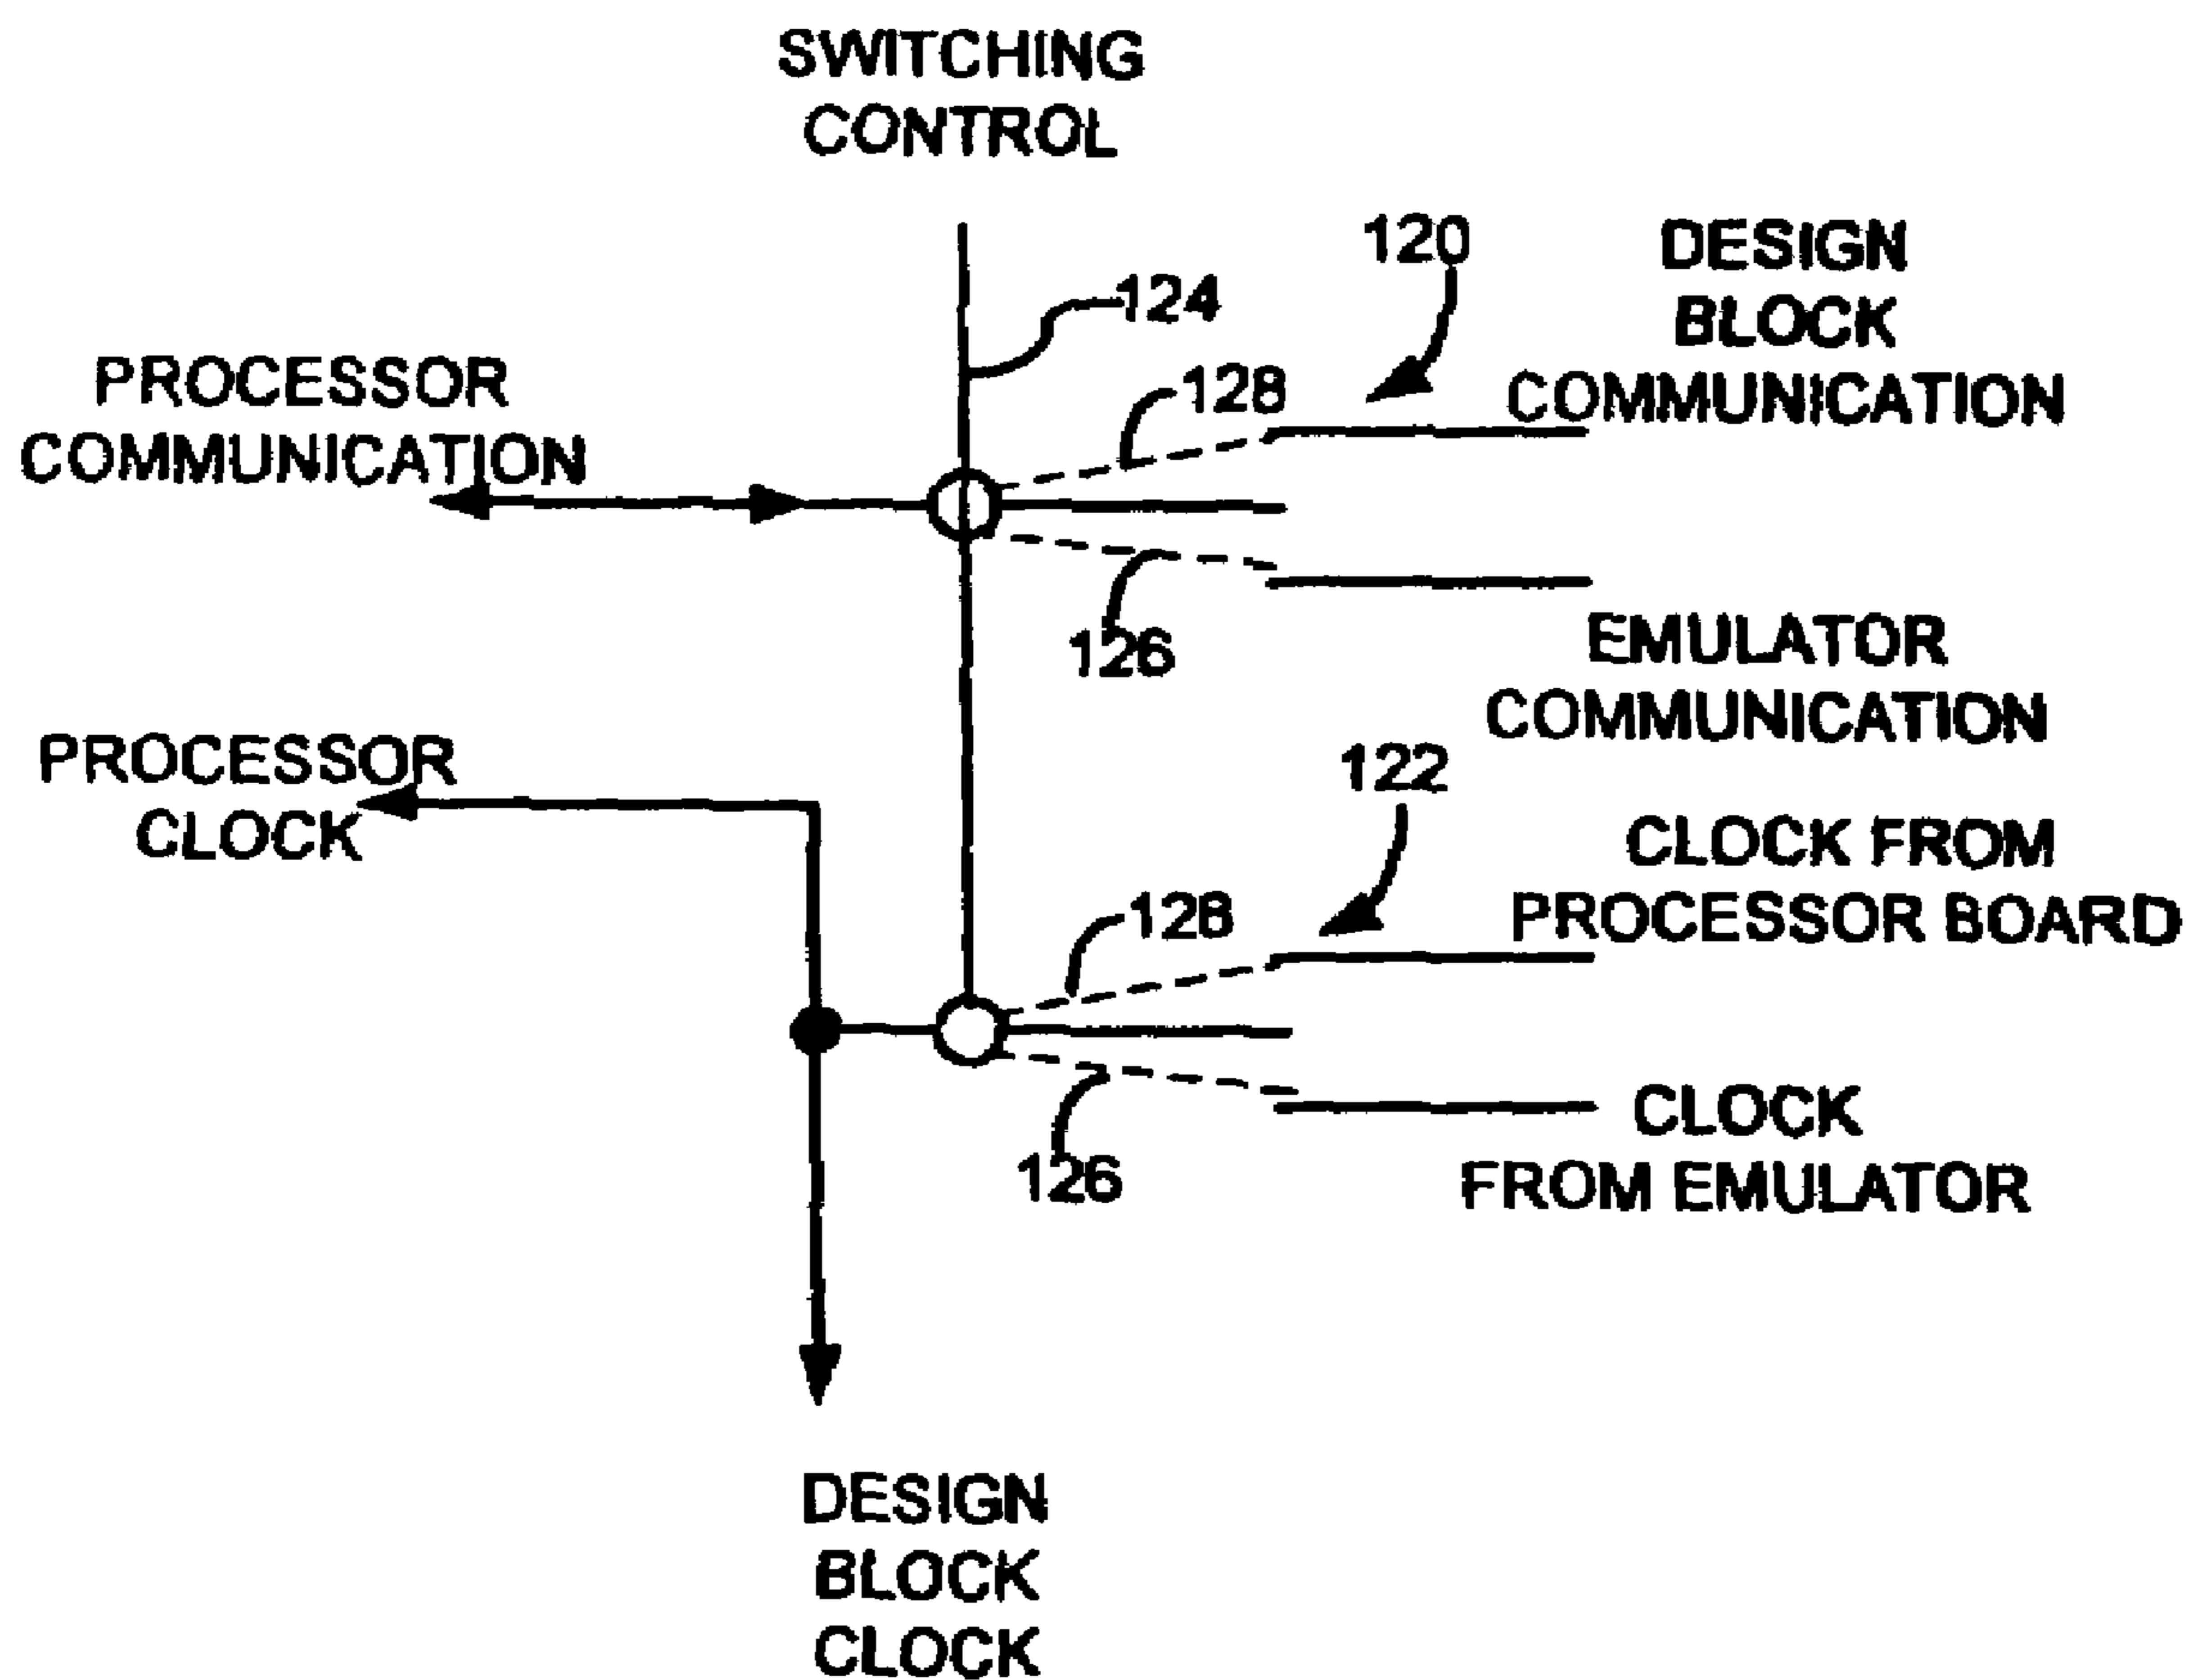 SWITCHING
CONTROL
120
DESIGN
BLOCK
COMMUNICATION
124
128
PROCESSOR
COMMUNICATION
126
EMULATOR
COMMUNICATION
PROCESSOR
CLOCK
122
CLOCK FROM
PROCESSOR BOARD
128
CLOCK
FROM EMULATOR
126
DESIGN
BLOCK
CLOCK